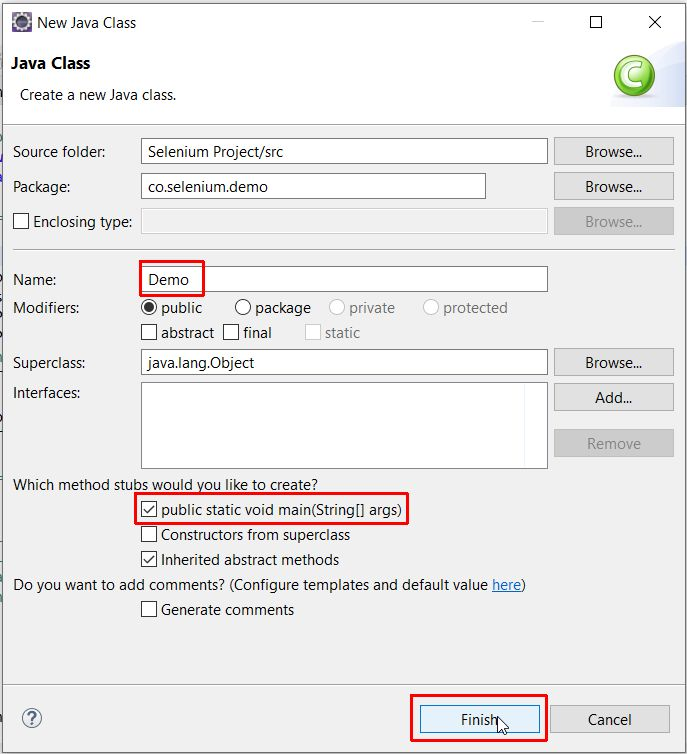 New Java Class
Java Class
Create a new Java class.
Source folder: Selenium Project/src Browse...
Package: co.selenium.demo Browse...
Enclosing type: Browse...
Name: Demo
Modifiers: public package private protected
abstract final static
Superclass: java.lang.Object Browse...
Interfaces: Add...
Remove
Which method stubs would you like to create?
public static void main(String[] args)
Constructors from superclass
Inherited abstract methods
Do you want to add comments? (Configure templates and default value here)
Generate comments
? Finish Cancel